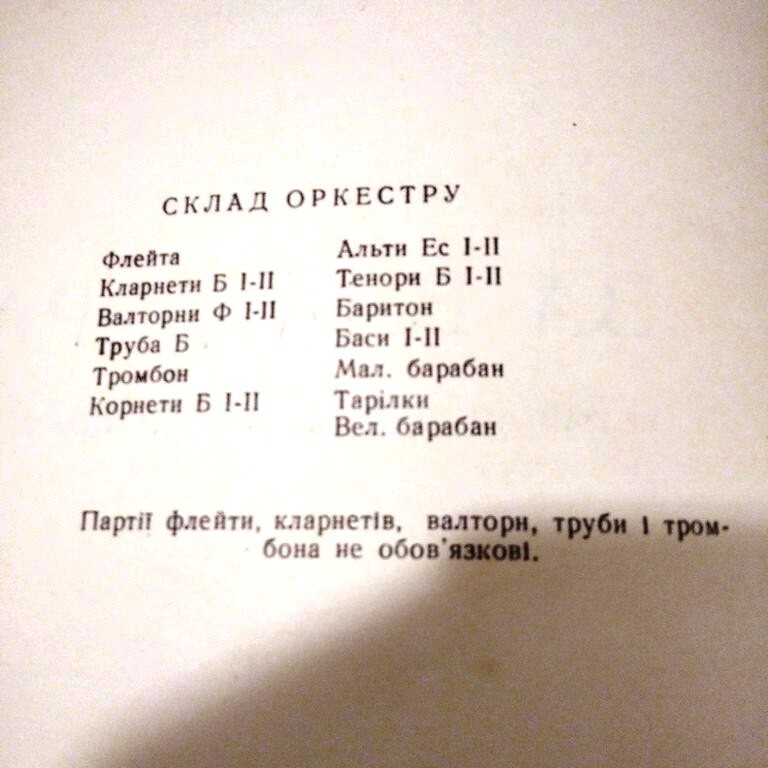 СКЛАД ОРКЕСТРУ
Флейта
Кларнети Б I-II
Валторни Ф I-II
Труба Б
Тромбон
Корнети Б I-II
Альти Ес I-II
Тенори Б I-II
Баритон
Баси I-II
Мал. барабан
Тарілки
Вел. барабан
Партії флейти, кларнетів, валторн, труби і тром-
бона не обов'язкові.